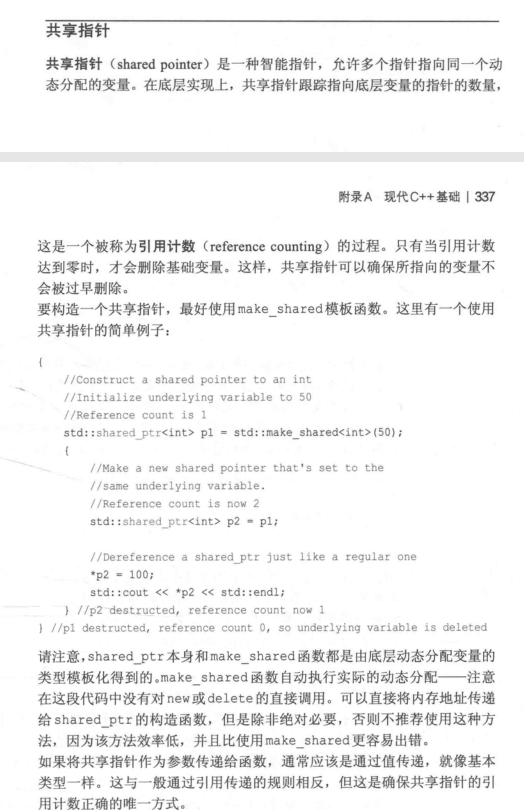 共享指针
共享指针（shared pointer）是一种智能指针，允许多个指针指向同一个动
态分配的变量。在底层实现上，共享指针跟踪指向底层变量的指针的数量，
附录A 现代C++基础 | 337
这是一个被称为引用计数（reference counting）的过程。只有当引用计数
达到零时，才会删除基础变量。这样，共享指针可以确保所指向的变量不
会被过早删除。
要构造一个共享指针，最好使用make_shared模板函数。这里有一个使用
共享指针的简单例子：
{
//Construct a shared pointer to an int
//Initialize underlying variable to 50
//Reference count is 1
std::shared_ptr<int> p1 = std::make_shared<int>(50);
{
//Make a new shared pointer that's set to the
//same underlying variable.
//Reference count is now 2
std::shared_ptr<int> p2 = p1;
//Dereference a shared_ptr just like a regular one
*p2 = 100;
std::cout << *p2 << std::endl;
} //p2 destructed, reference count now 1
} //p1 destructed, reference count 0, so underlying variable is deleted
请注意，shared_ptr本身和make_shared函数都是由底层动态分配变量的
类型模板化得到的。make_shared函数自动执行实际的动态分配——注意
在这段代码中没有对new或delete的直接调用。可以直接将内存地址传递
给shared_ptr的构造函数，但是除非绝对必要，否则不推荐使用这种方
法，因为该方法效率低，并且比使用make_shared更容易出错。
如果将共享指针作为参数传递给函数，通常应该是通过值传递，就像基本
类型一样。这与一般通过引用传递的规则相反，但这是确保共享指针的引
用计数正确的唯一方式。